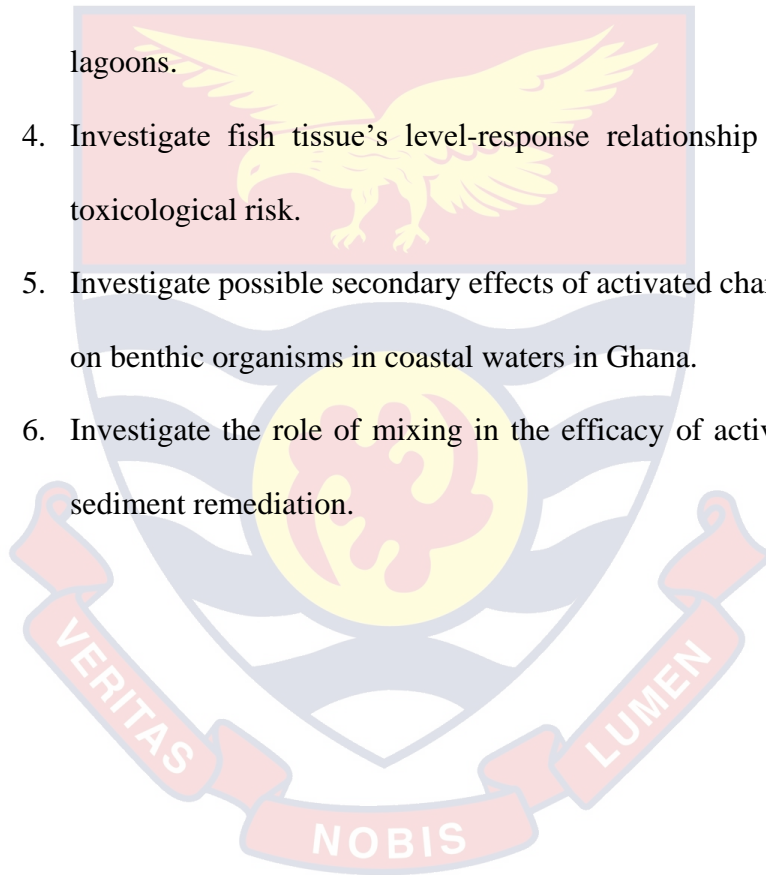 lagoons.
4. Investigate fish tissue’s level-response relationship
toxicological risk.
5. Investigate possible secondary effects of activated char
on benthic organisms in coastal waters in Ghana.
6. Investigate the role of mixing in the efficacy of activ
sediment remediation.
VERITAS
NOBIS
LUMEN